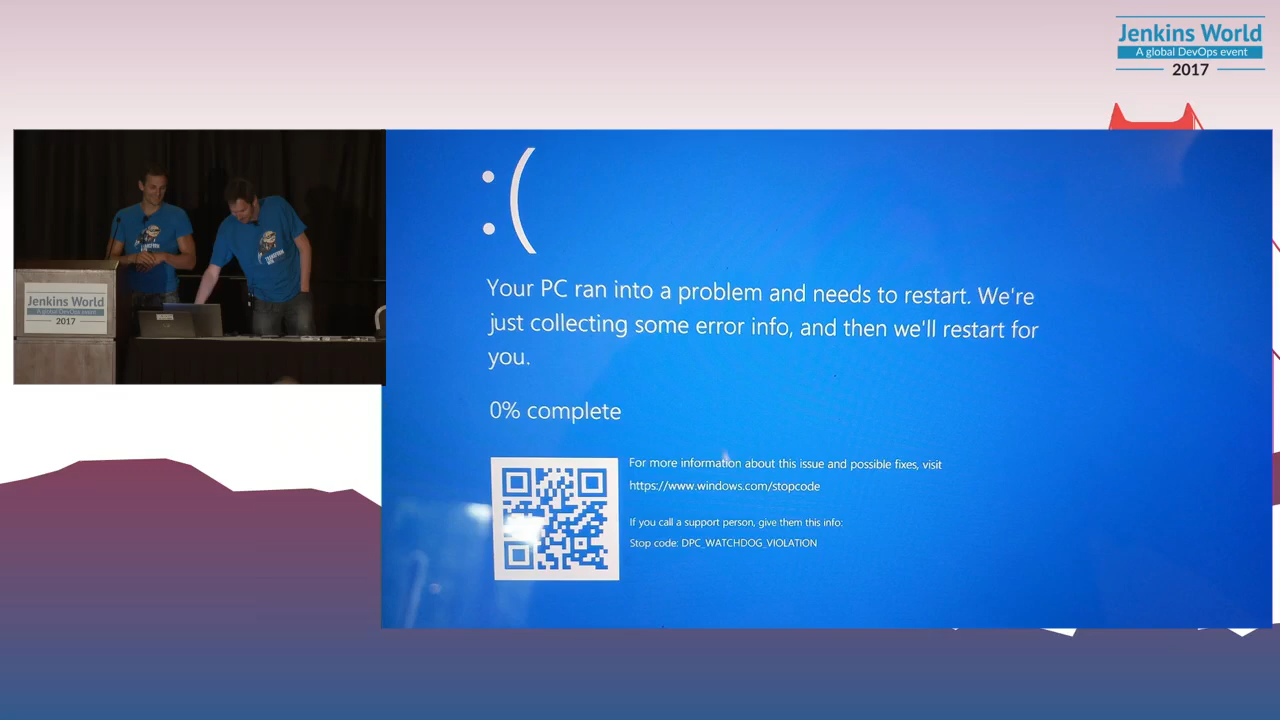 Jenkins World
A global DevOps event
2017
:(
Your PC ran into a problem and needs to restart. We're
just collecting some error info, and then we'll restart for
you.
0% complete
For more information about this issue and possible fixes, visit
https://www.windows.com/stopcode
If you call a support person, give them this info:
Stop code: DPC_WATCHDOG_VIOLATION
Jenkins World
A global DevOps event
2017